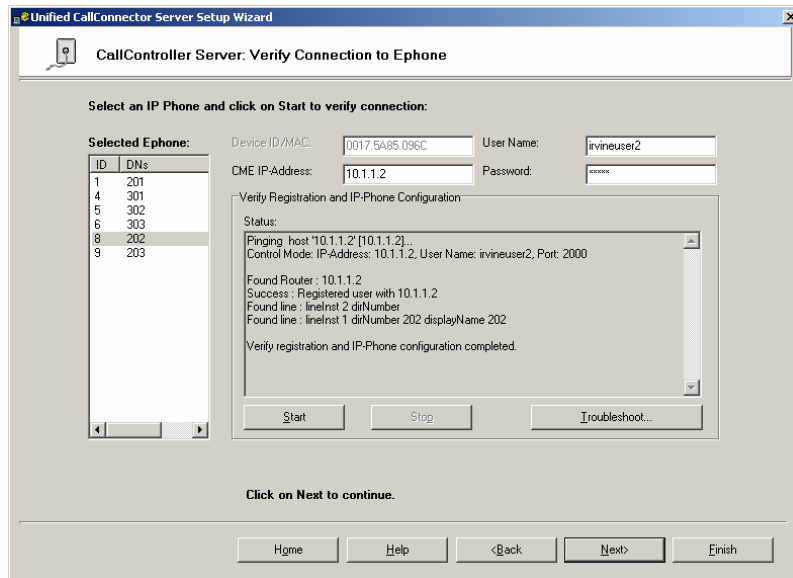 Unified CallConnector Server Setup Wizard
CallController Server: Verify Connection to Ephone
Select an IP Phone and click on Start to verify connection:
Selected Ephone:
ID DNs
1 201
4 301
5 302
6 303
8 202
9 203
Device ID/MAC: 0017.5A85.096C User Name: irvineuser2
CME IP-Address: 10.1.1.2 Password: xxxxx
Verify Registration and IP-Phone Configuration
Status:
Pinging host '10.1.1.2' [10.1.1.2]...
Control Mode: IP-Address: 10.1.1.2, User Name: irvineuser2, Port: 2000
Found Router : 10.1.1.2
Success : Registered user with 10.1.1.2
Found line : lineInst 2 dirNumber
Found line : lineInst 1 dirNumber 202 displayName 202
Verify registration and IP-Phone configuration completed.
Start Stop Troubleshoot...
Click on Next to continue.
Home Help <Back Next> Finish